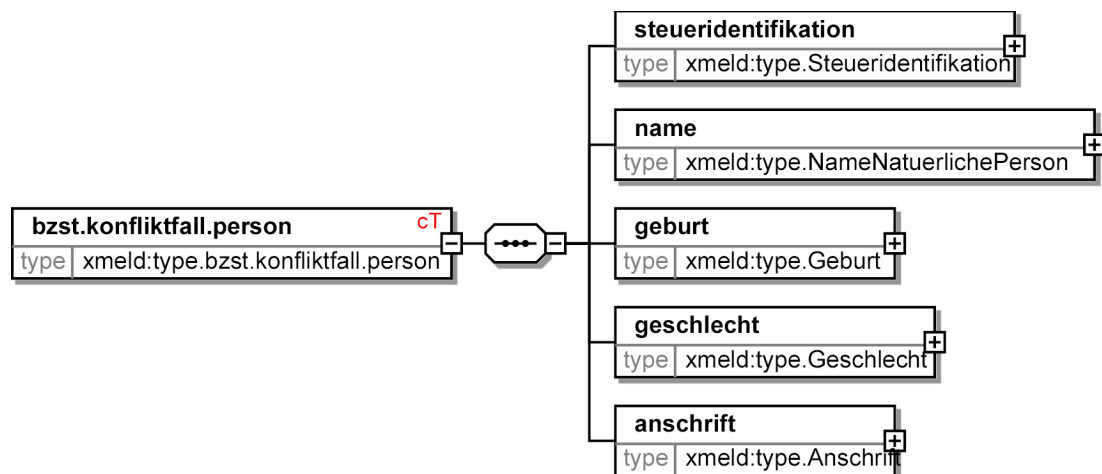 steueridentifikation
type xmeld:type.Steueridentifikation
name
type xmeld:type.NameNatuerlichePerson
bzst.konfliktfall.person cT
type xmeld:type.bzst.konfliktfall.person
geburt
type xmeld:type.Geburt
geschlecht
type xmeld:type.Geschlecht
anschrift
type xmeld:type.Anschrift